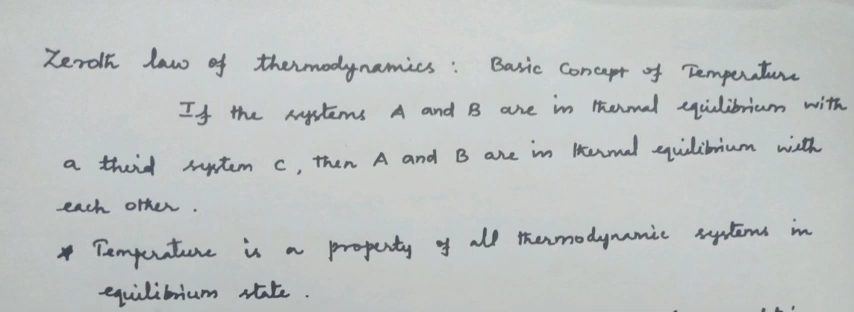 Zeroth law of thermodynamics : Basic Concept of Temperature
If the systems A and B are in thermal equilibrium with
a third system C, then A and B are in thermal equilibrium with
each other .
* Temperature is a property of all thermodynamic systems in
equilibrium state .